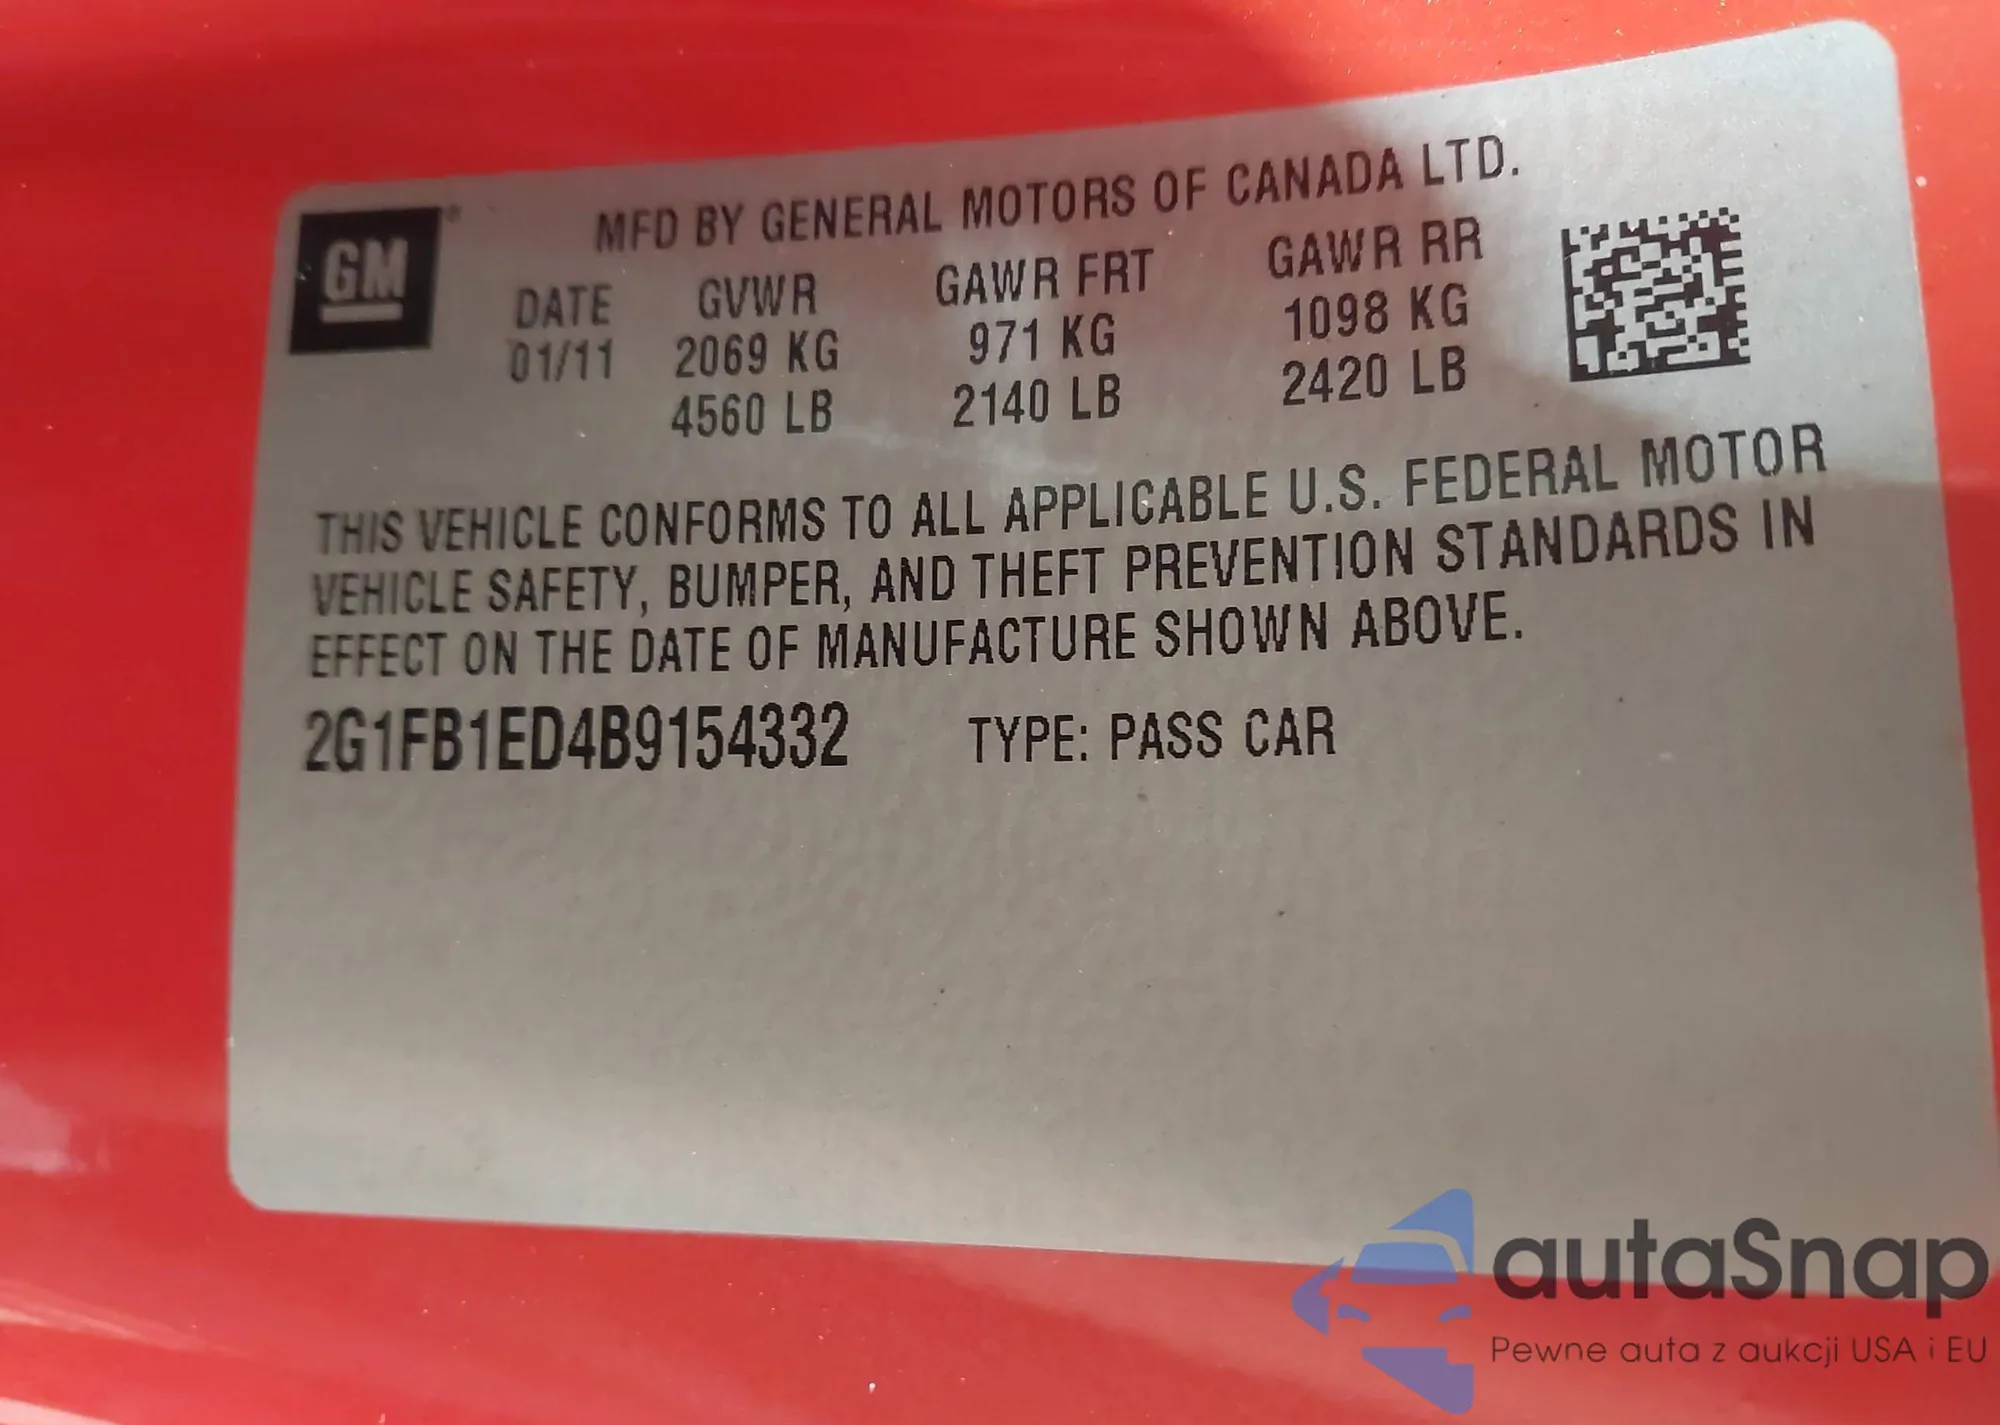 GM®
MFD BY GENERAL MOTORS OF CANADA LTD.
DATE GVWR GAWR FRT GAWR RR
01/11 2069 KG 971 KG 1098 KG
4560 LB 2140 LB 2420 LB
THIS VEHICLE CONFORMS TO ALL APPLICABLE U.S. FEDERAL MOTOR
VEHICLE SAFETY, BUMPER, AND THEFT PREVENTION STANDARDS IN
EFFECT ON THE DATE OF MANUFACTURE SHOWN ABOVE.
2G1FB1ED4B9154332 TYPE: PASS CAR
autaSnap
Pewne auta z aukcji USA i EU